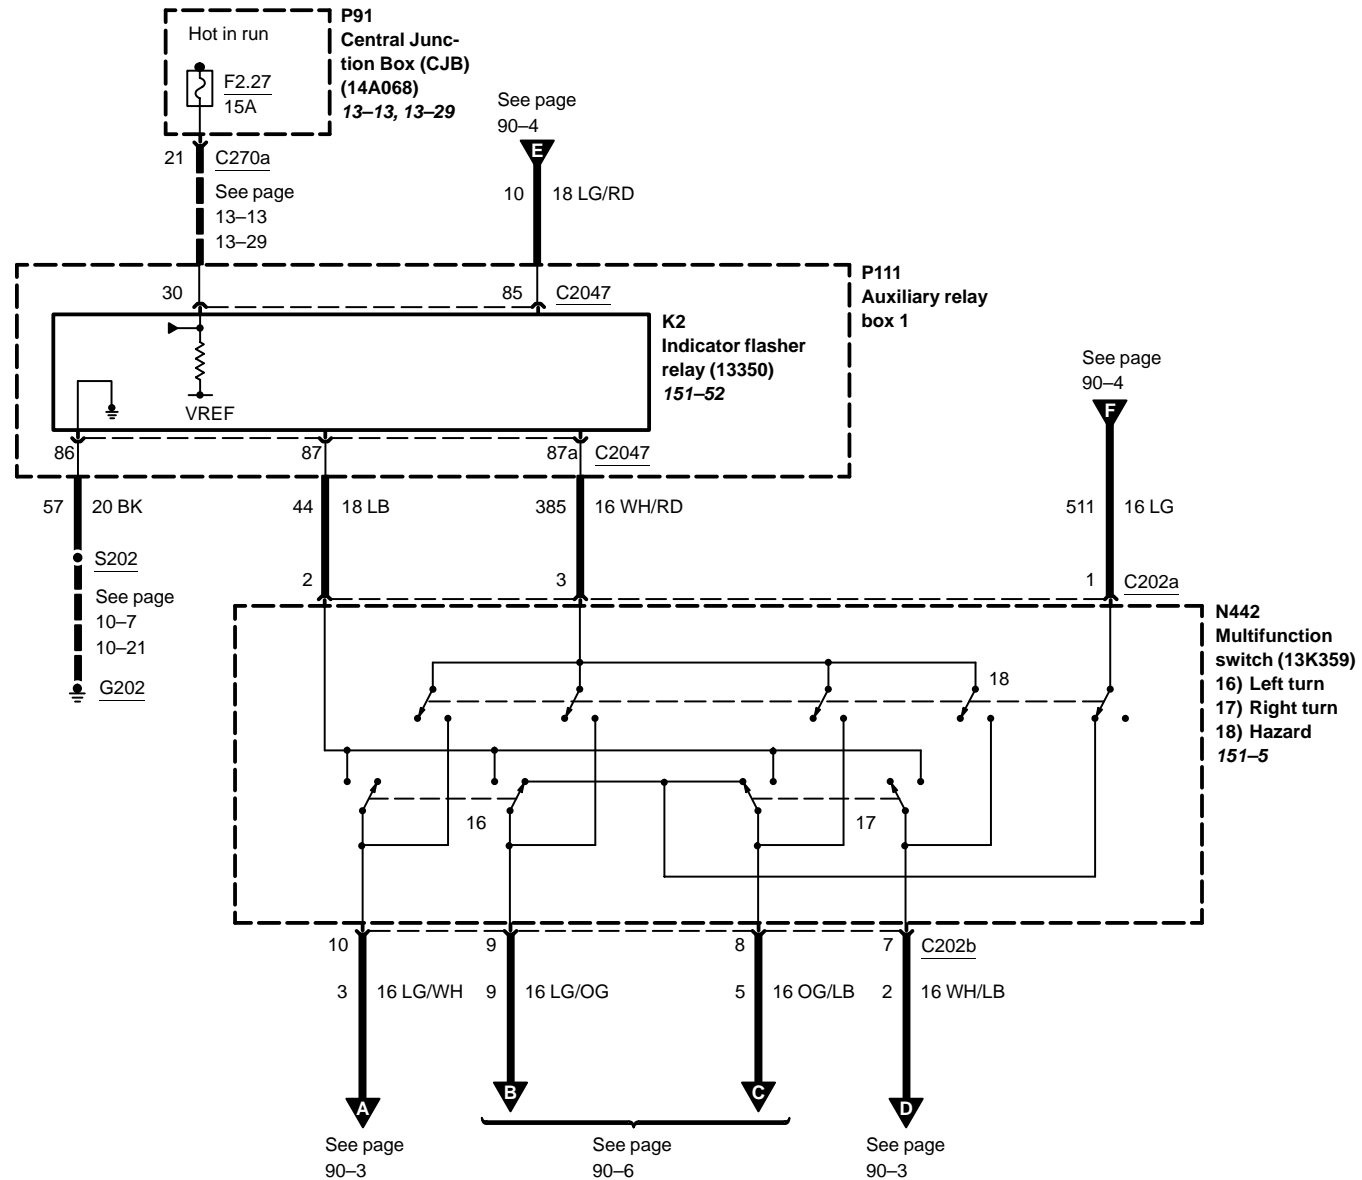 Hot in run
F2.27
15A
P91
Central Junc-
tion Box (CJB)
(14A068)
13–13, 13–29
See page
90–4
E
21
C270a
See page
13–13
13–29
10
18 LG/RD
30
85
C2047
P111
Auxiliary relay
box 1
K2
Indicator flasher
relay (13350)
151–52
VREF
See page
90–4
F
86
87
87a
C2047
57
20 BK
44
18 LB
385
16 WH/RD
511
16 LG
S202
See page
10–7
10–21
G202
2
3
1
C202a
N442
Multifunction
switch (13K359)
16) Left turn
17) Right turn
18) Hazard
151–5
18
16
17
10
9
8
7
C202b
3
16 LG/WH
9
16 LG/OG
5
16 OG/LB
2
16 WH/LB
A
B
C
D
See page
90–3
See page
90–6
See page
90–3